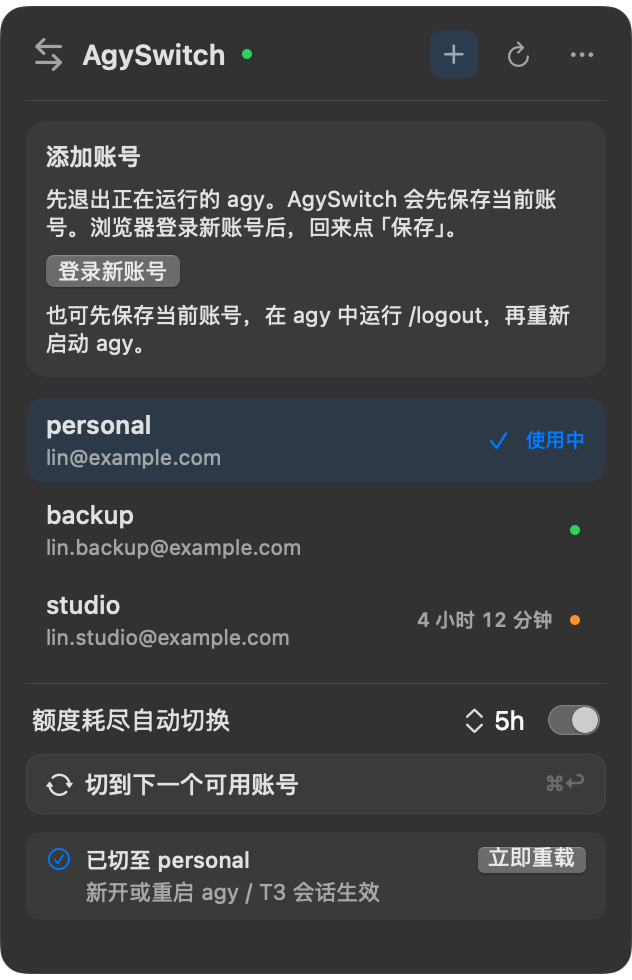 AgySwitch
添加账号
先退出正在运行的 agy。AgySwitch 会先保存当前账
号。浏览器登录新账号后，回来点「保存」。
登录新账号
也可先保存当前账号，在 agy 中运行 /logout，再重新
启动 agy。
personal
lin@example.com
使用中
backup
lin.backup@example.com
studio
lin.studio@example.com
4 小时 12 分钟
额度耗尽自动切换
5h
切到下一个可用账号
⌘↩
已切至 personal
立即重载
新开或重启 agy / T3 会话生效